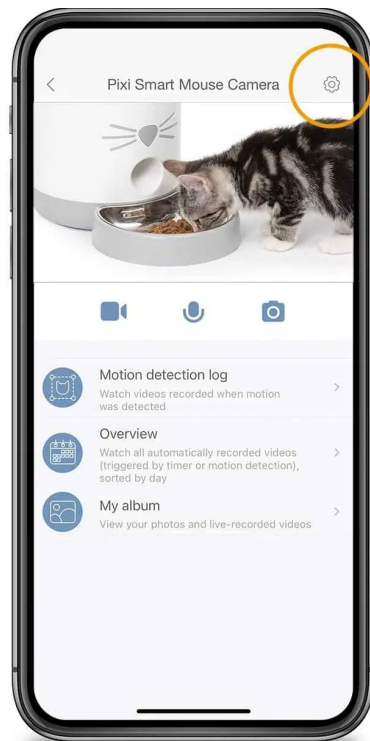 Pixi Smart Mouse Camera
Motion detection log
Watch videos recorded when motion
was detected
Overview
Watch all automatically recorded videos
(triggered by timer or motion detection),
sorted by day
My album
View your photos and live-recorded videos